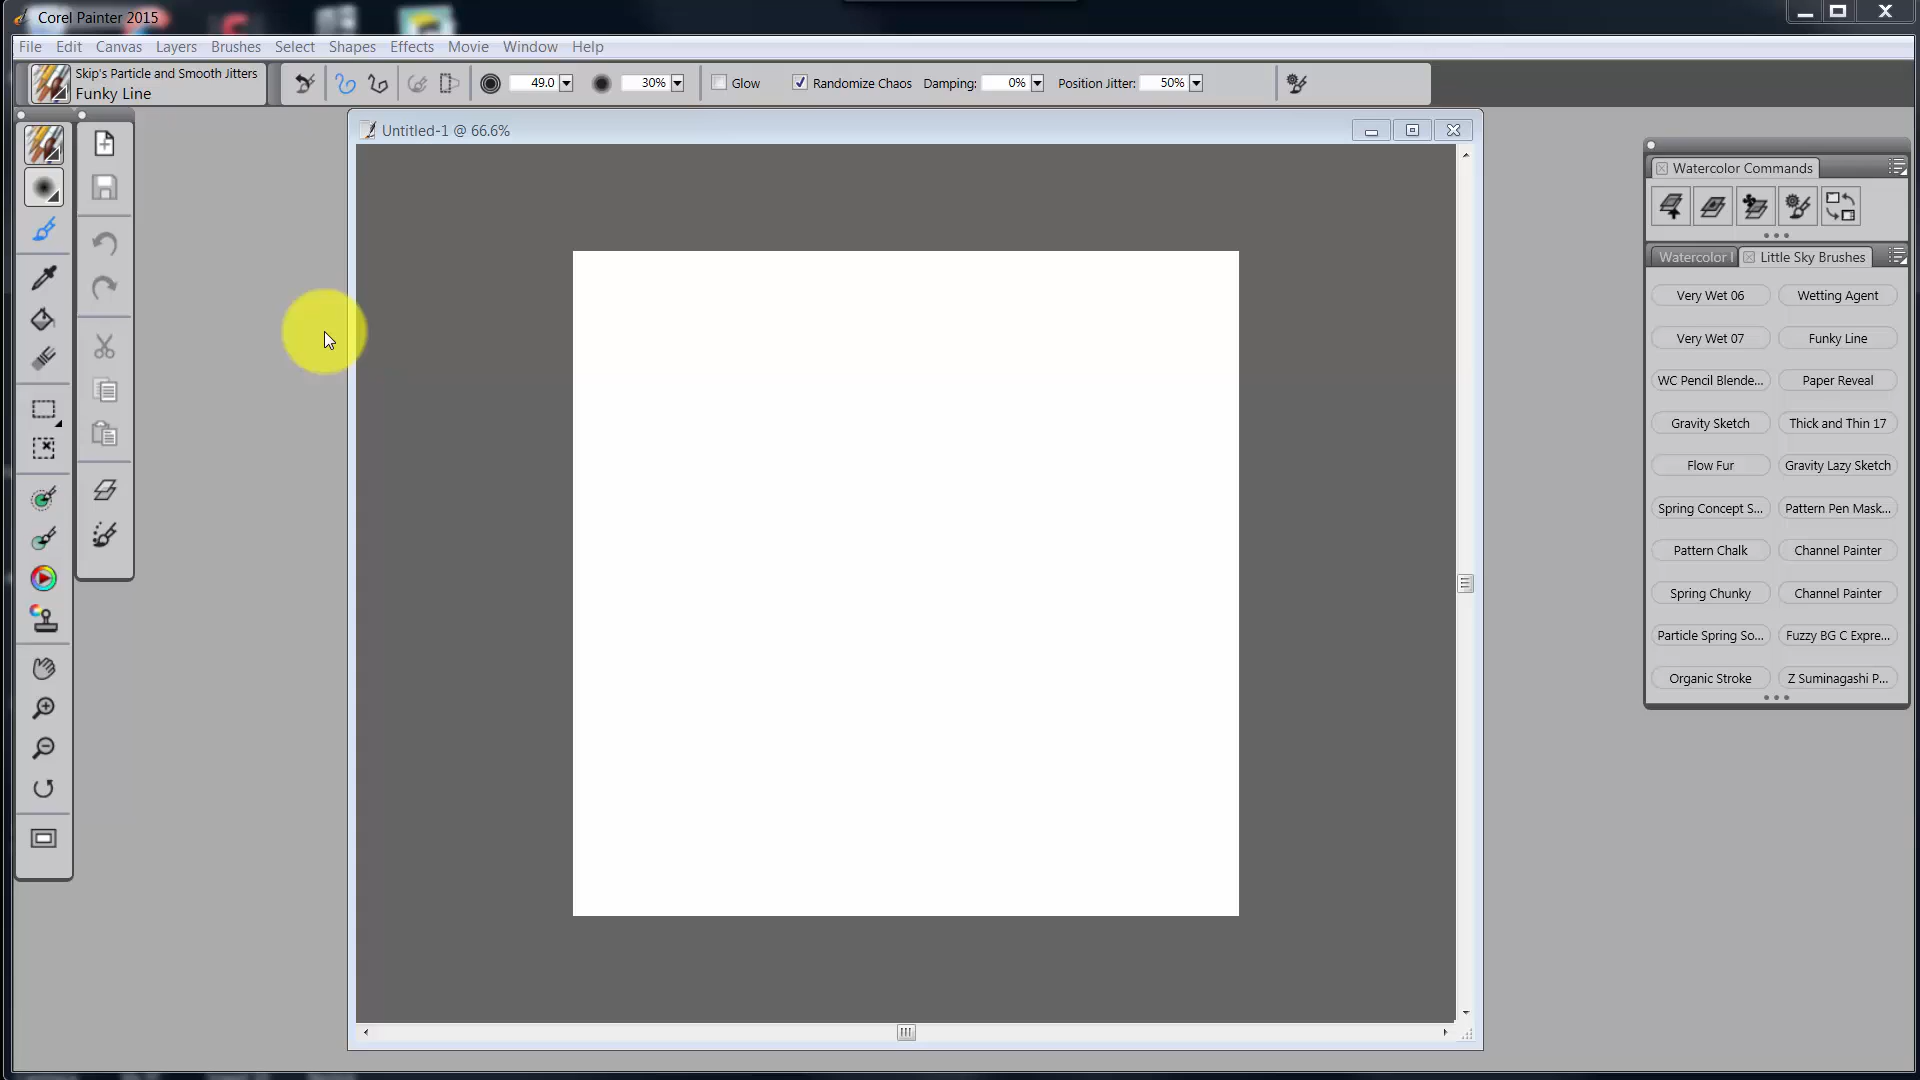 Corel Painter 2015
File Edit Canvas Layers Brushes Select Shapes Effects Movie Window Help
Skip's Particle and Smooth Jitters
Funky Line
49.0 30% Glow Randomize Chaos Damping: 0% Position Jitter: 50%
Untitled-1 @ 66.6%
Watercolor Commands
Watercolor I Little Sky Brushes
Very Wet 06 Wetting Agent
Very Wet 07 Funky Line
WC Pencil Blende... Paper Reveal
Gravity Sketch Thick and Thin 17
Flow Fur Gravity Lazy Sketch
Spring Concept S... Pattern Pen Mask...
Pattern Chalk Channel Painter
Spring Chunky Channel Painter
Particle Spring So... Fuzzy BG C Expre...
Organic Stroke Z Suminagashi P...